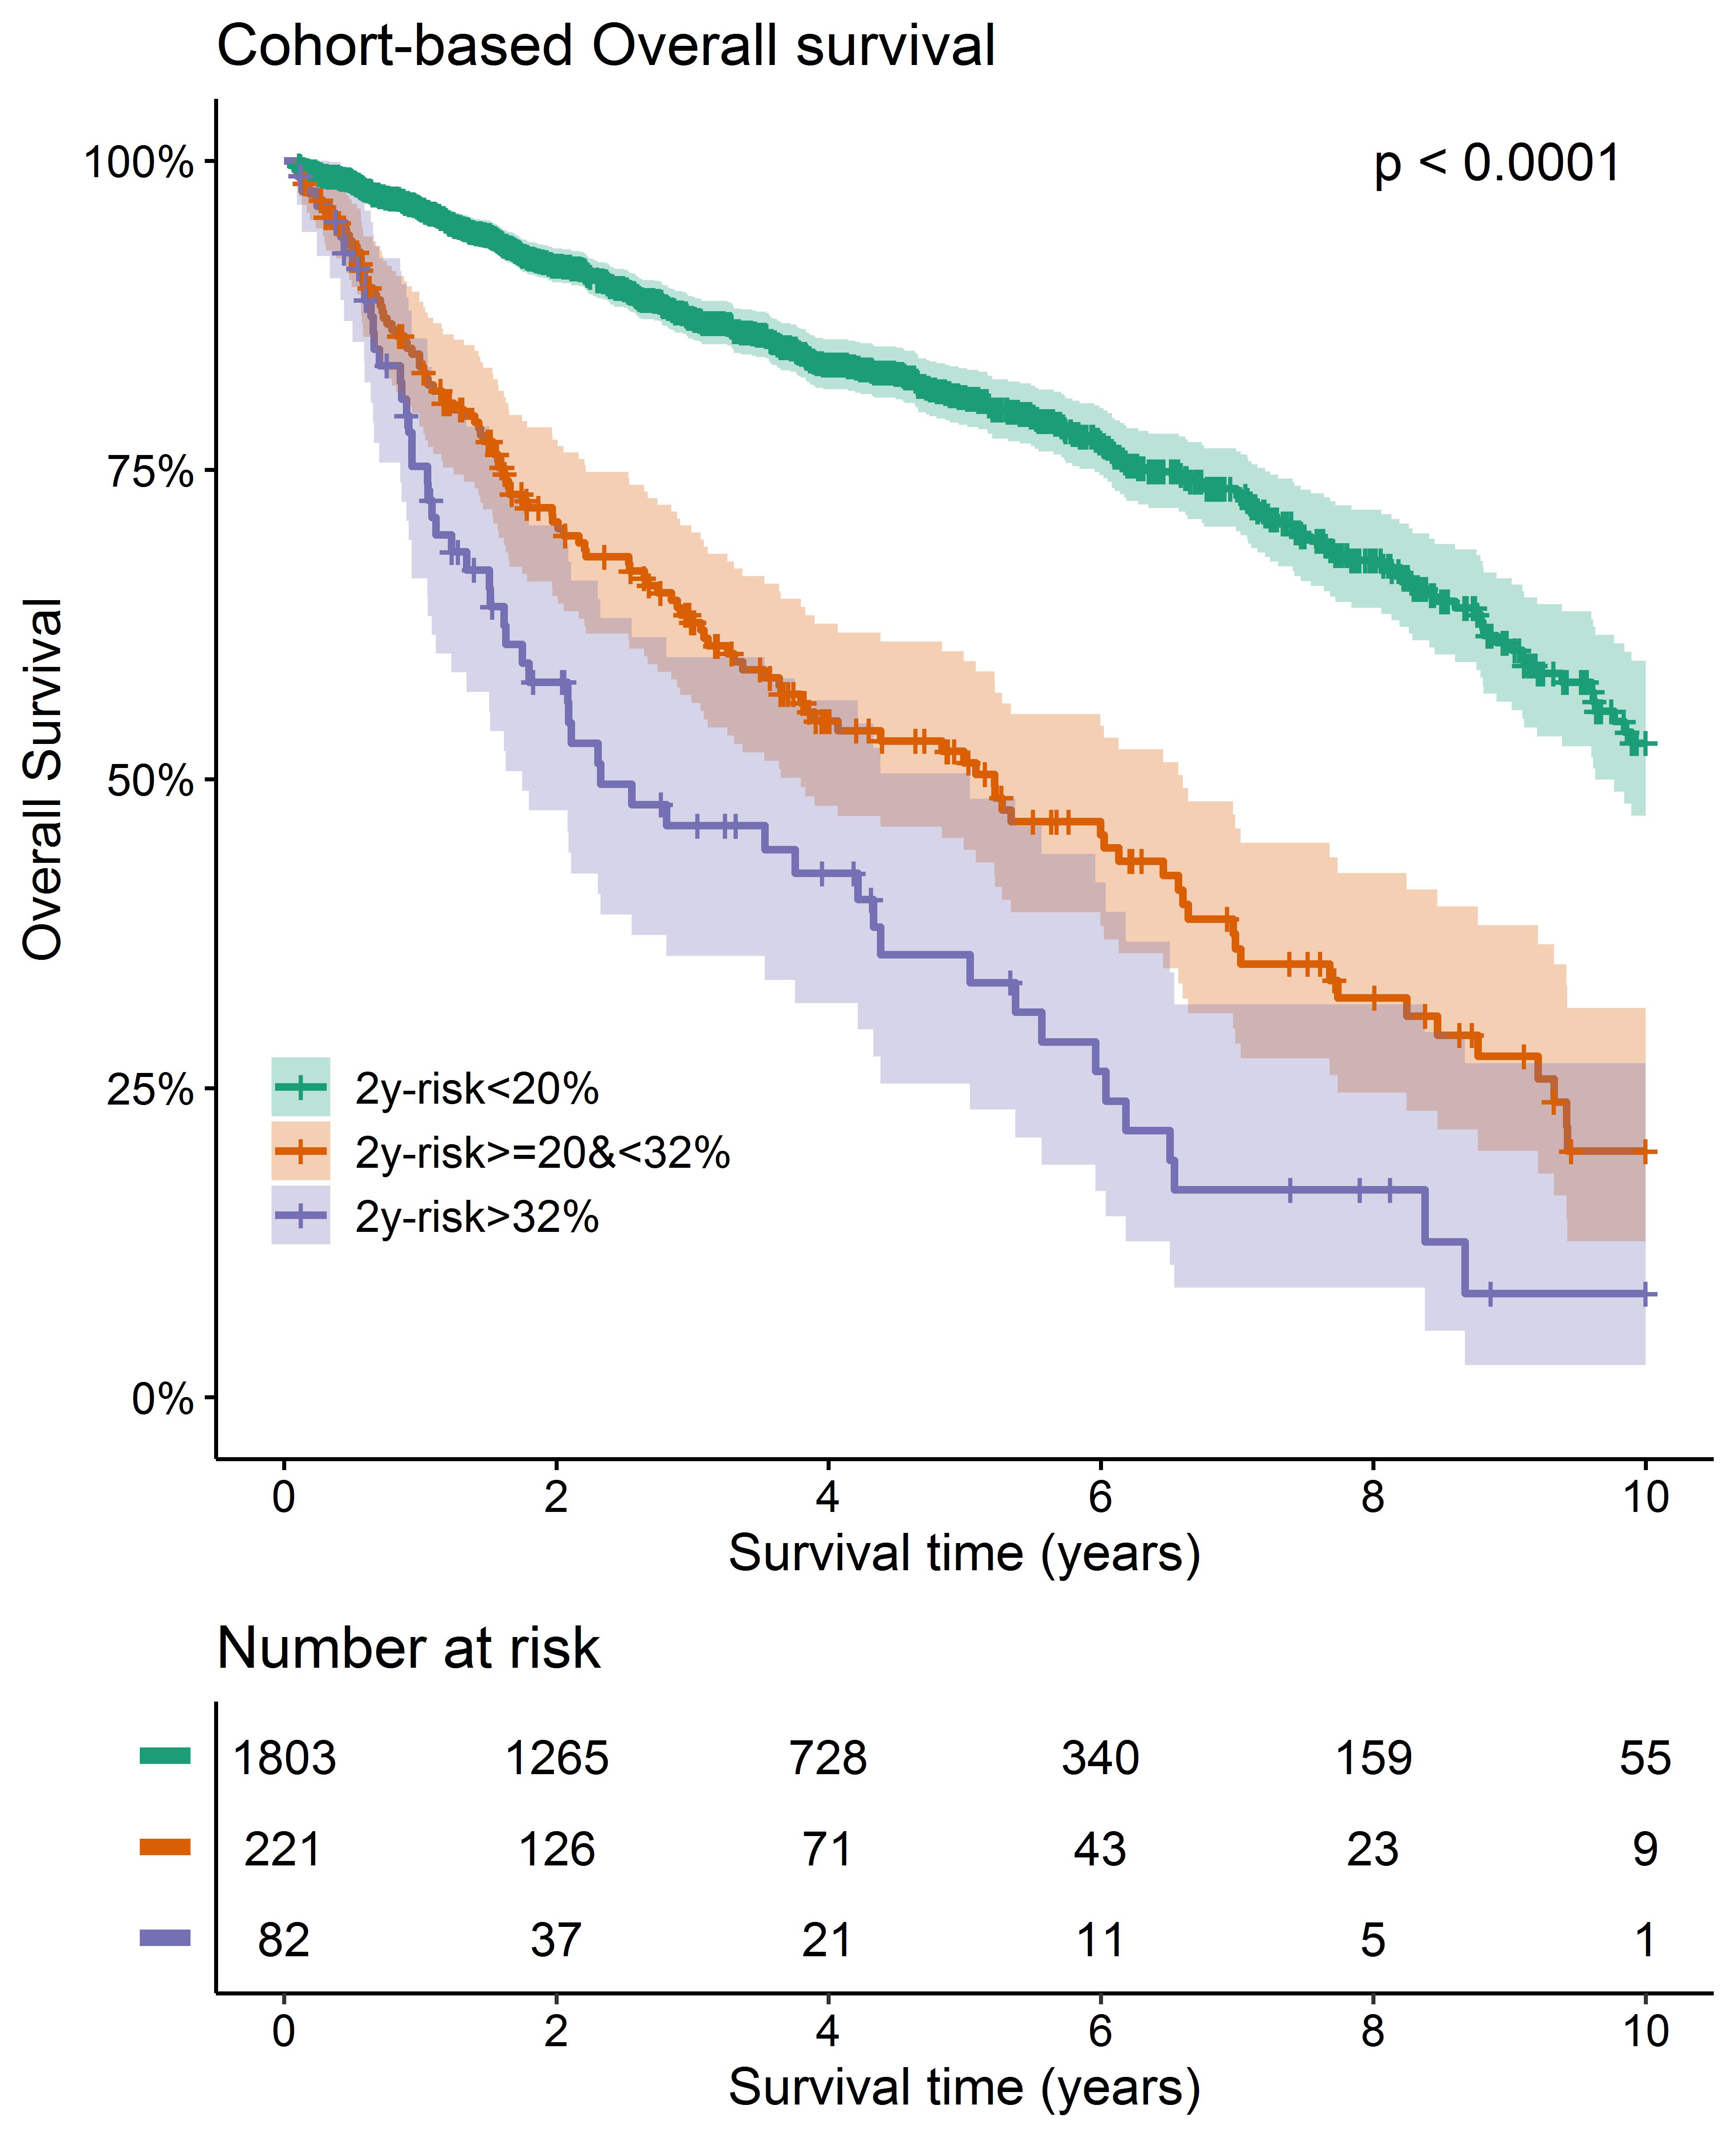 Cohort-based Overall survival
p < 0.0001
100%
75%
50%
25%
0%
Overall Survival
2y-risk<20%
2y-risk>=20&<32%
2y-risk>32%
0 2 4 6 8 10
Survival time (years)
Number at risk
1803 1265 728 340 159 55
221 126 71 43 23 9
82 37 21 11 5 1
0 2 4 6 8 10
Survival time (years)